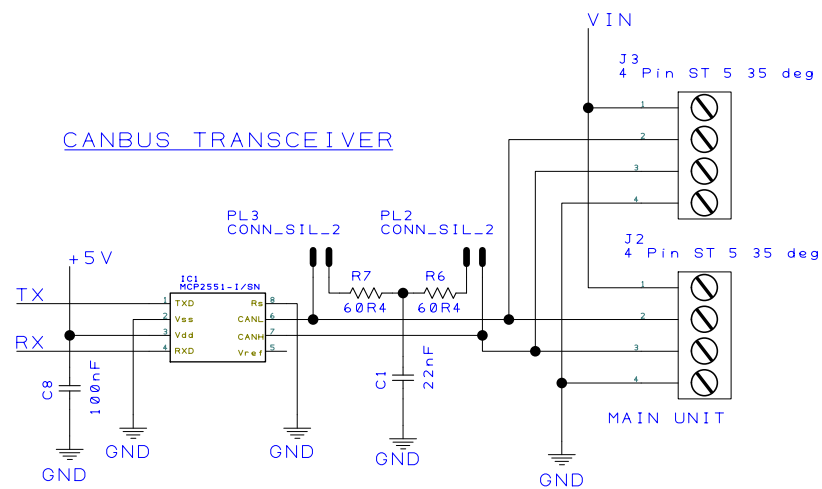 VIN
J3
4 Pin ST 5 35 deg
1
2
3
4
CANBUS TRANSCEIVER
PL3
CONN_SIL_2
PL2
CONN_SIL_2
J2
4 Pin ST 5 35 deg
1
2
3
4
MAIN UNIT
+5V
IC1
MCP2551-I/SN
R7
60R4
R6
60R4
TX
RX
1 TXD Rs 8
2 Vss CANL 6
3 Vdd CANH 7
4 RXD Vref 5
C8
100nF
C1
22nF
GND
GND
GND
GND
GND